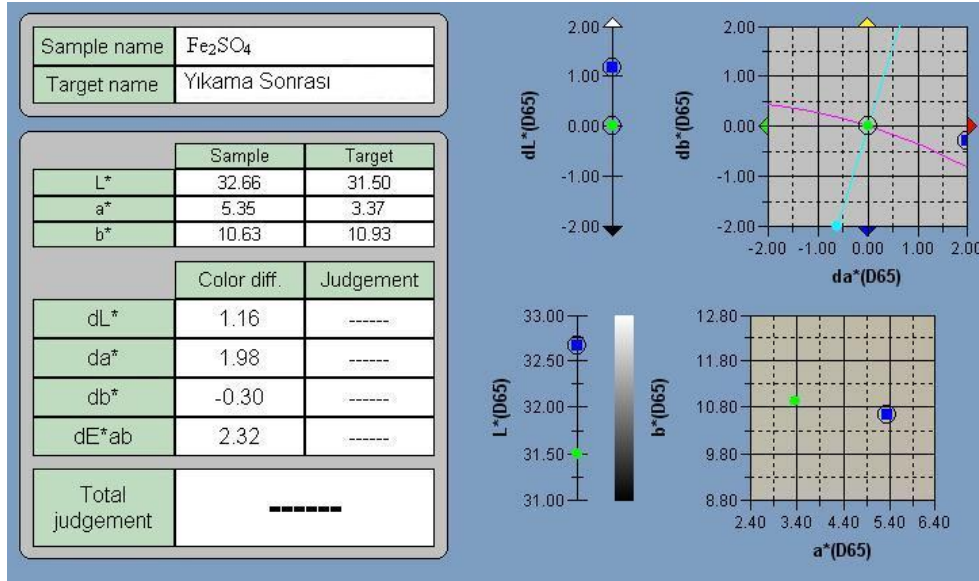 Sample name Fe₂SO₄
Target name Yıkama Sonrası
Sample Target
L* 32.66 31.50
a* 5.35 3.37
b* 10.63 10.93
Color diff. Judgement
dL* 1.16 ------
da* 1.98 ------
db* -0.30 ------
dE*ab 2.32 ------
Total
judgement ------
dL*(D65)
2.00
1.00
0.00
-1.00
-2.00
db*(D65)
2.00
1.00
0.00
-1.00
-2.00
-2.00 -1.00 0.00 1.00 2.00
da*(D65)
L*(D65)
33.00
32.50
32.00
31.50
31.00
b*(D65)
12.80
11.80
10.80
9.80
8.80
2.40 3.40 4.40 5.40 6.40
a*(D65)